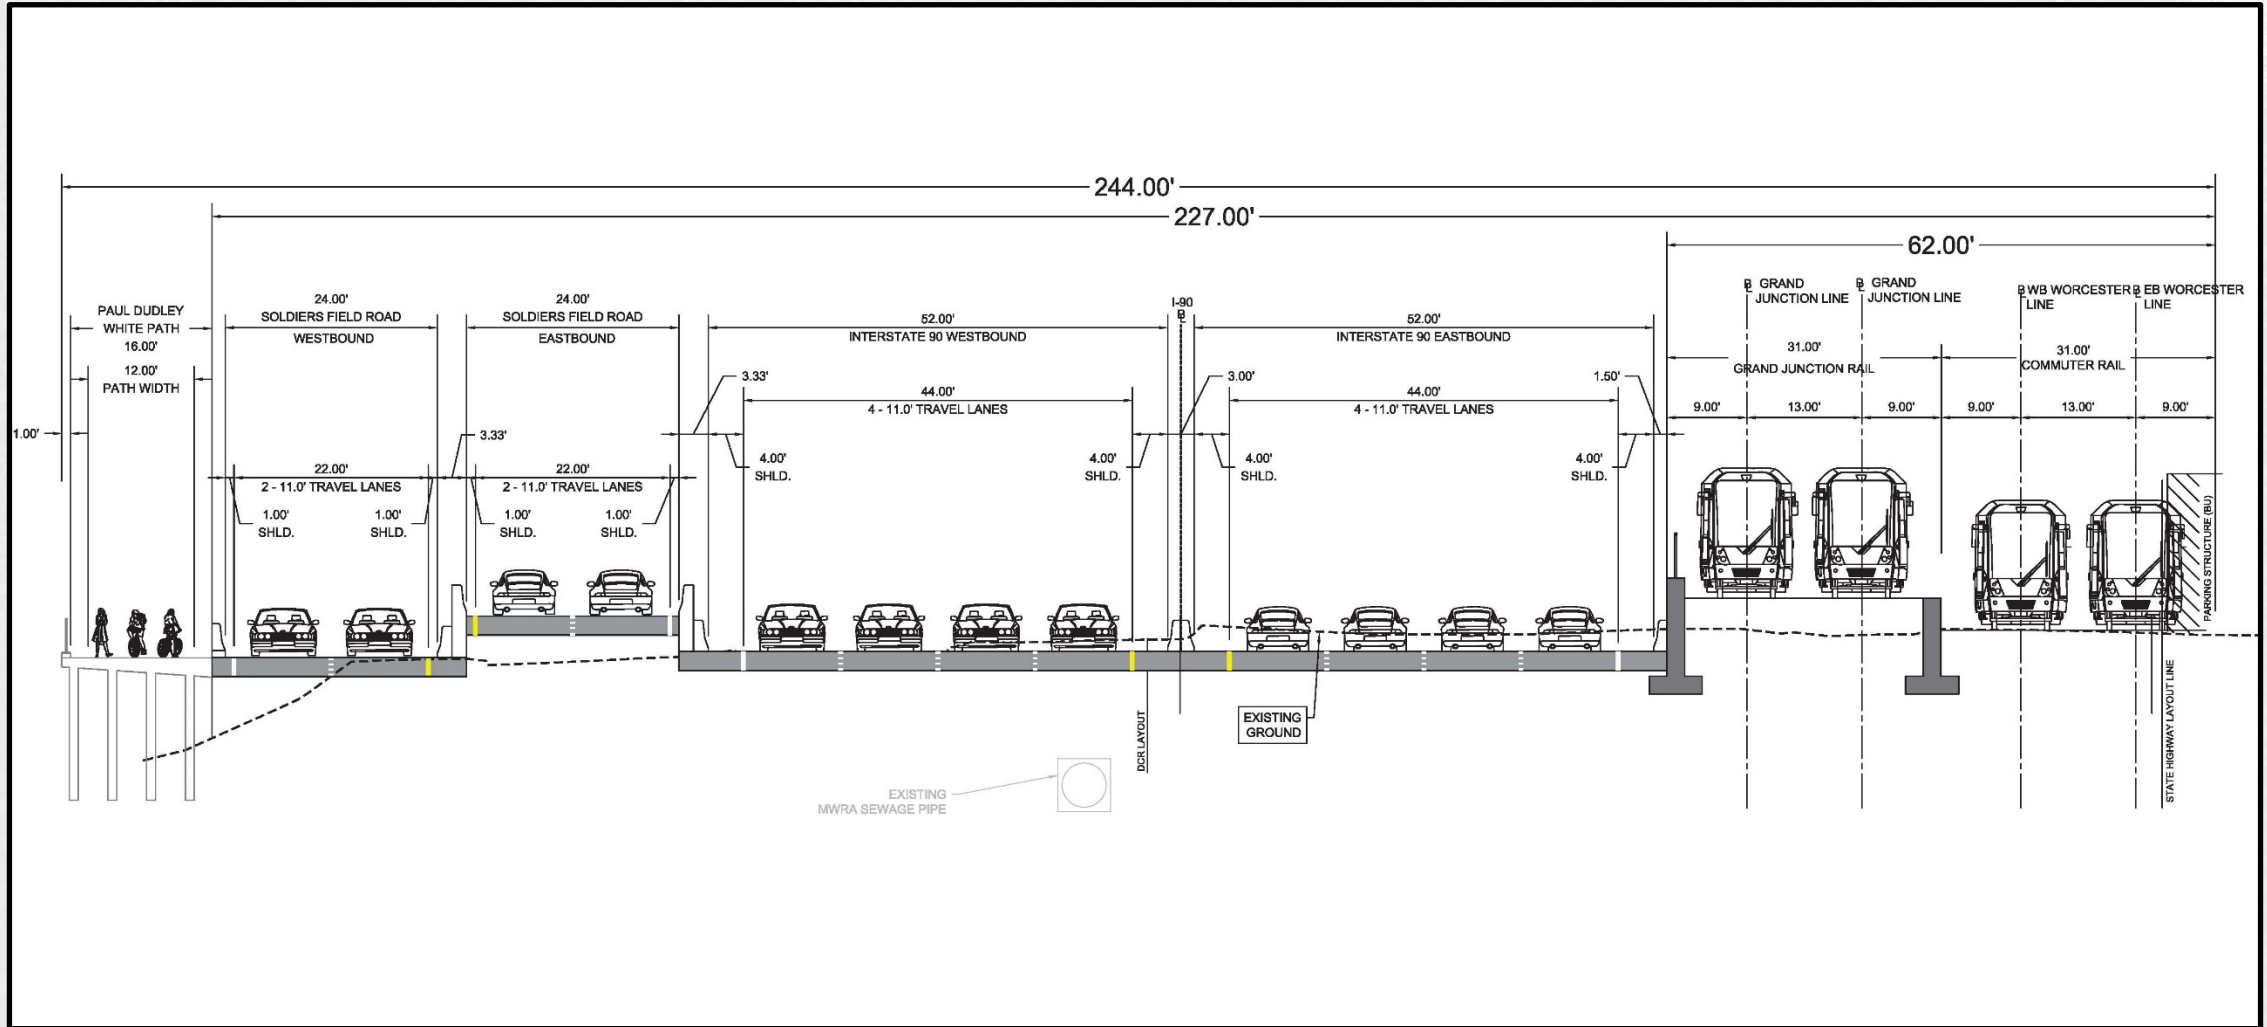 244.00'
227.00'
62.00'
PAUL DUDLEY
WHITE PATH
16.00'
12.00'
PATH WIDTH
1.00'
24.00'
SOLDIERS FIELD ROAD
WESTBOUND
22.00'
2 - 11.0' TRAVEL LANES
1.00'
SHLD.
1.00'
SHLD.
3.33'
24.00'
SOLDIERS FIELD ROAD
EASTBOUND
22.00'
2 - 11.0' TRAVEL LANES
1.00'
SHLD.
1.00'
SHLD.
3.33'
52.00'
INTERSTATE 90 WESTBOUND
44.00'
4 - 11.0' TRAVEL LANES
4.00'
SHLD.
4.00'
SHLD.
I-90
BL
3.00'
52.00'
INTERSTATE 90 EASTBOUND
44.00'
4 - 11.0' TRAVEL LANES
4.00'
SHLD.
4.00'
SHLD.
1.50'
BL GRAND
JUNCTION LINE
BL GRAND
JUNCTION LINE
BL WB WORCESTER
LINE
BL EB WORCESTER
LINE
31.00'
GRAND JUNCTION RAIL
31.00'
COMMUTER RAIL
9.00'
13.00'
9.00'
9.00'
13.00'
9.00'
PARKING STRUCTURE (BU)
STATE HIGHWAY LAYOUT LINE
DCR LAYOUT
EXISTING
GROUND
EXISTING
MWRA SEWAGE PIPE